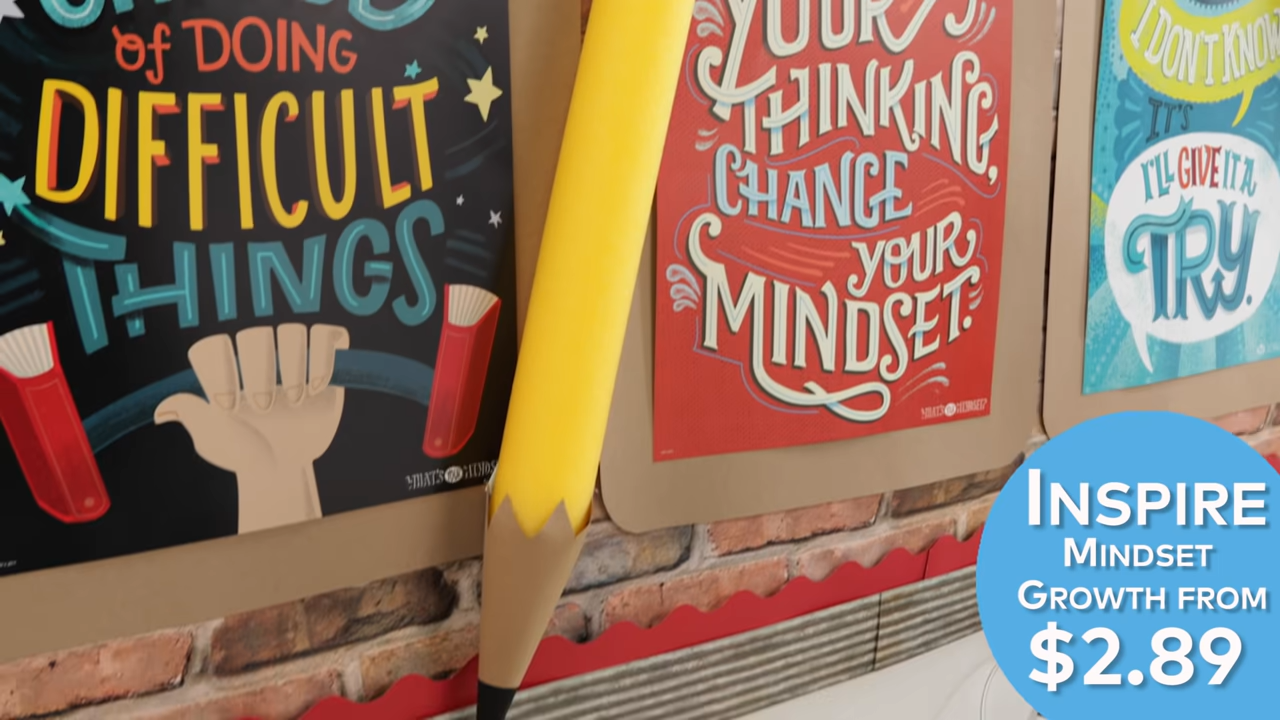 of DOING
DIFFICULT
THINGS
YOUR
THINKING,
CHANGE
YOUR
MINDSET.
I DON'T KNOW
IT'S
I'LL GIVE IT A
TRY.
INSPIRE
MINDSET
GROWTH FROM
$2.89